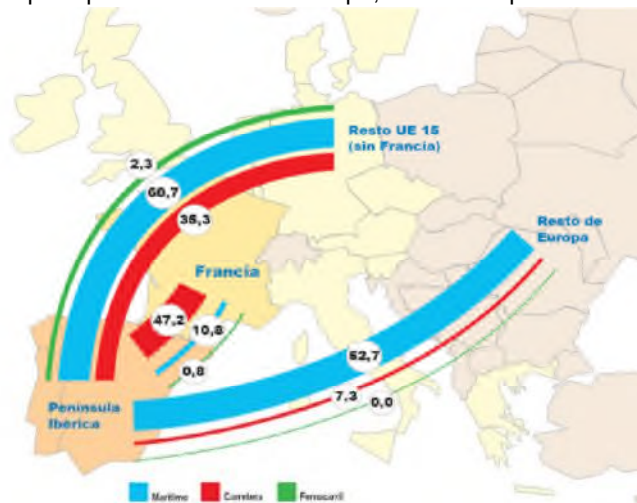 Resto UE 15
(sin Francia)
2,3
60,7
35,3
Resto de
Europa
Francia
47,2
10,8
0,8
52,7
7,3
0,0
Península
Ibérica
Marítimo
Carretera
Ferrocarril